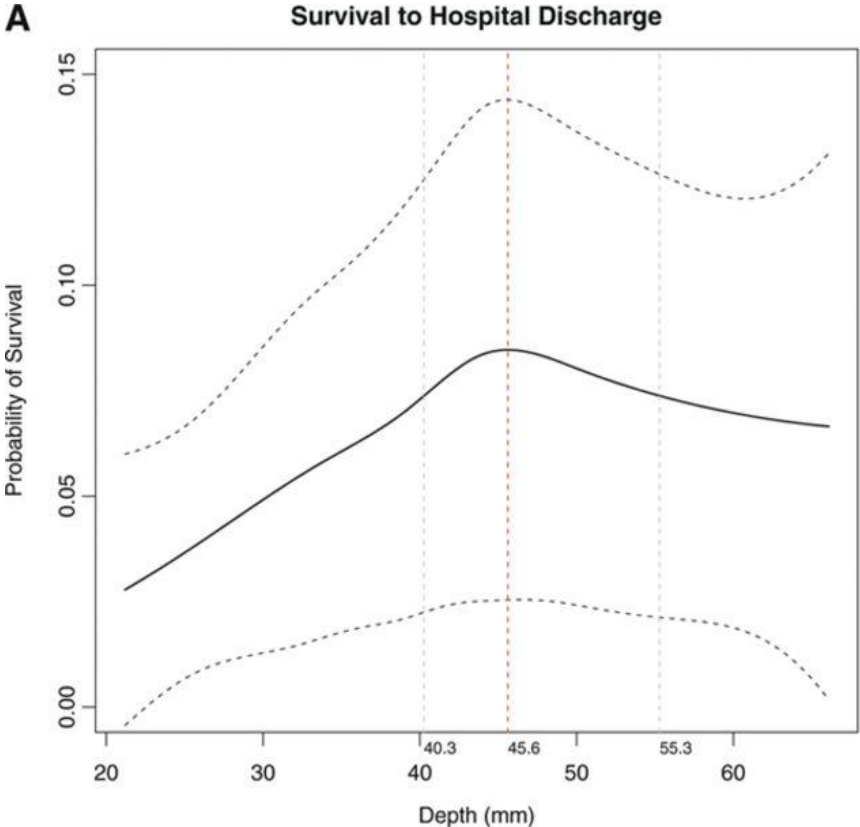 A
Survival to Hospital Discharge
Probability of Survival
0.15
0.10
0.05
0.00
40.3 45.6 55.3
20 30 40 50 60
Depth (mm)